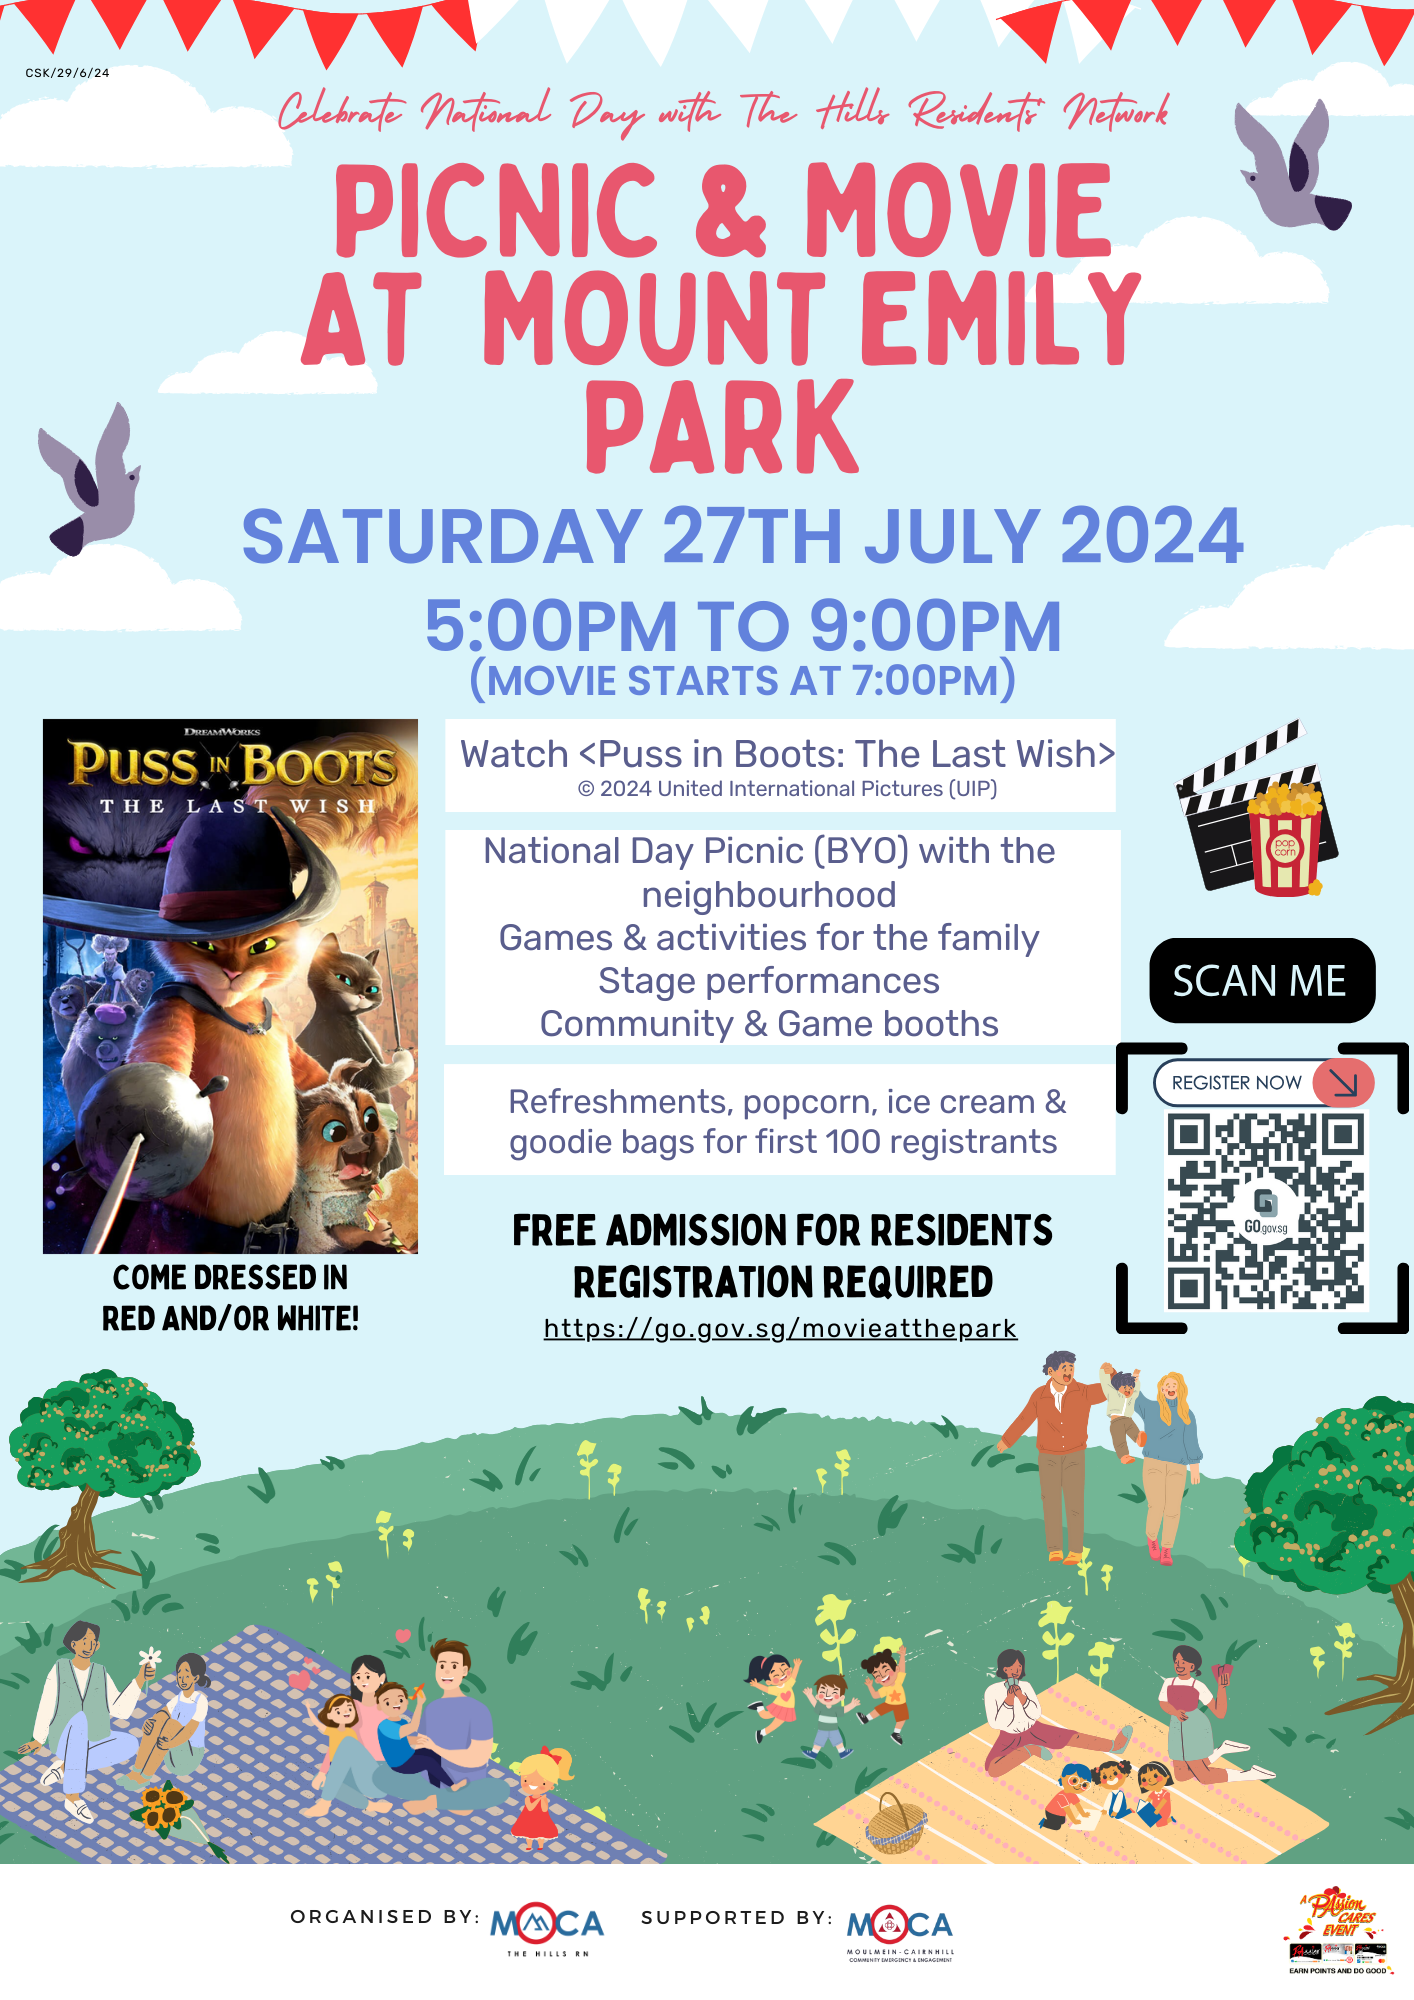 CSK/29/6/24
Celebrate National Day with The Hills Residents' Network
PICNIC & MOVIE
AT MOUNT EMILY
PARK
SATURDAY 27TH JULY 2024
5:00PM TO 9:00PM
(MOVIE STARTS AT 7:00PM)
DREAMWORKS
PUSS IN BOOTS
THE LAST WISH
COME DRESSED IN
RED AND/OR WHITE!
Watch <Puss in Boots: The Last Wish>
© 2024 United International Pictures (UIP)
National Day Picnic (BYO) with the
neighbourhood
Games & activities for the family
Stage performances
Community & Game booths
Refreshments, popcorn, ice cream &
goodie bags for first 100 registrants
FREE ADMISSION FOR RESIDENTS
REGISTRATION REQUIRED
https://go.gov.sg/movieatthepark
pop
corn
SCAN ME
REGISTER NOW
GO.gov.sg
ORGANISED BY:
MOCA
THE HILLS RN
SUPPORTED BY:
MOCA
MOULMEIN-CAIRNHILL
COMMUNITY EMERGENCY & ENGAGEMENT
A
PAssion
CARES
EVENT
EARN POINTS AND DO GOOD